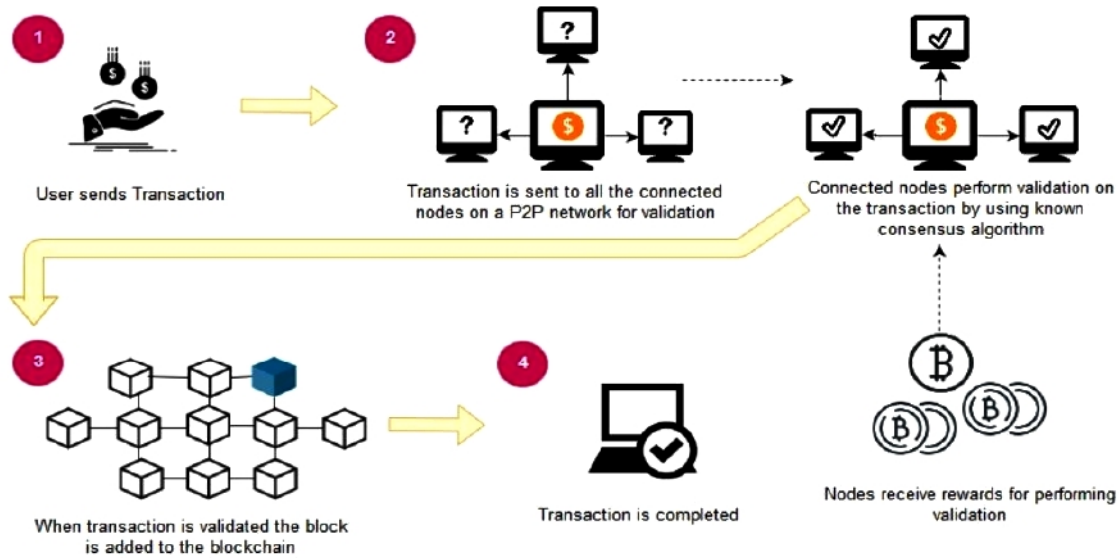 1
User sends Transaction
2
Transaction is sent to all the connected
nodes on a P2P network for validation
Connected nodes perform validation on
the transaction by using known
consensus algorithm
3
When transaction is validated the block
is added to the blockchain
4
Transaction is completed
Nodes receive rewards for performing
validation